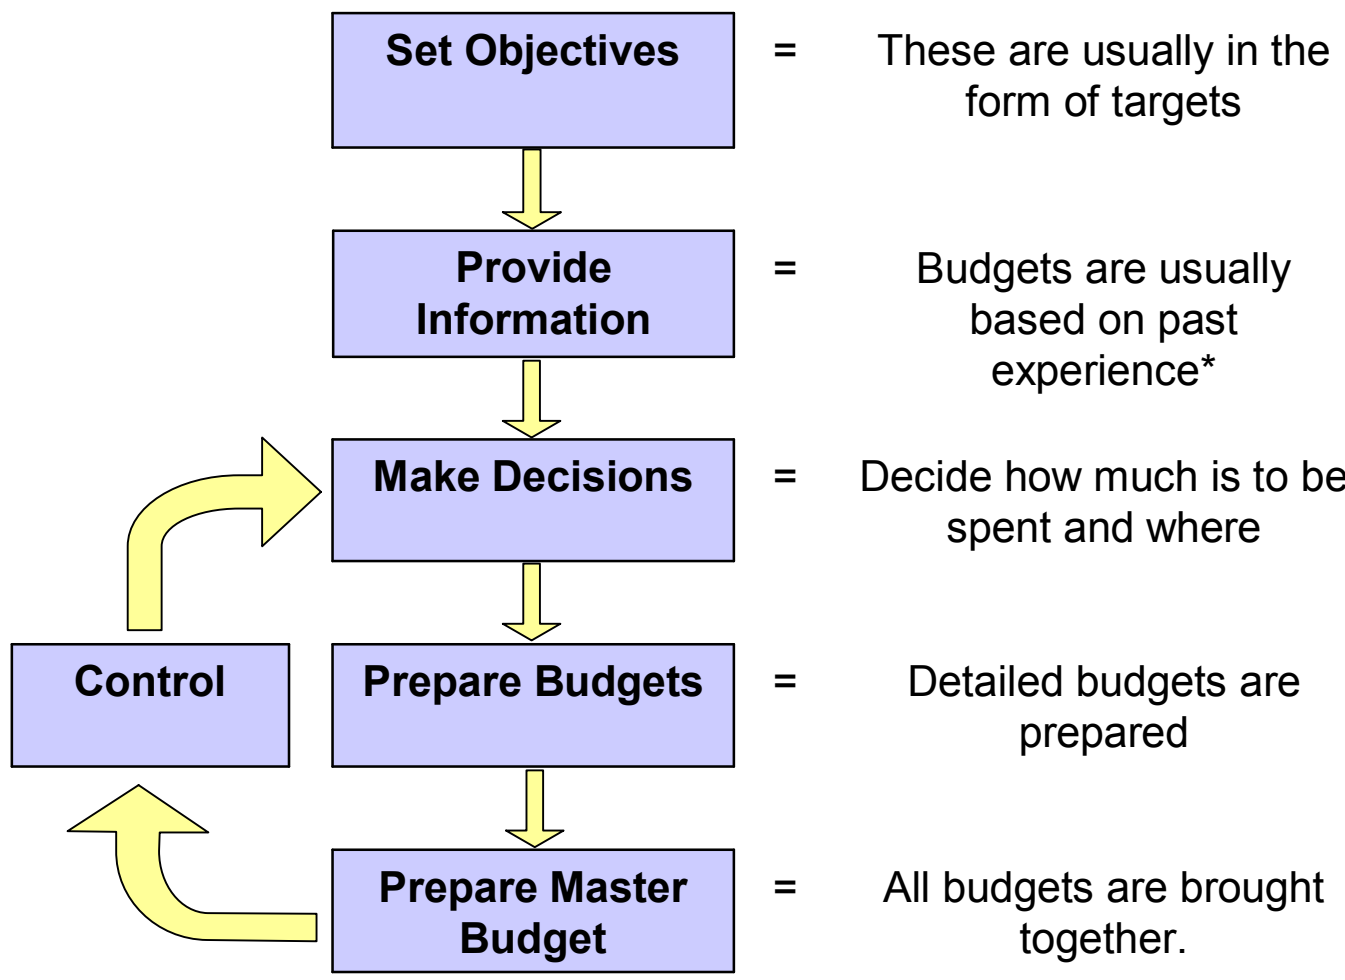 Set Objectives
=
These are usually in the
form of targets
Provide
Information
=
Budgets are usually
based on past
experience*
Make Decisions
=
Decide how much is to be
spent and where
Control
Prepare Budgets
=
Detailed budgets are
prepared
Prepare Master
Budget
=
All budgets are brought
together.